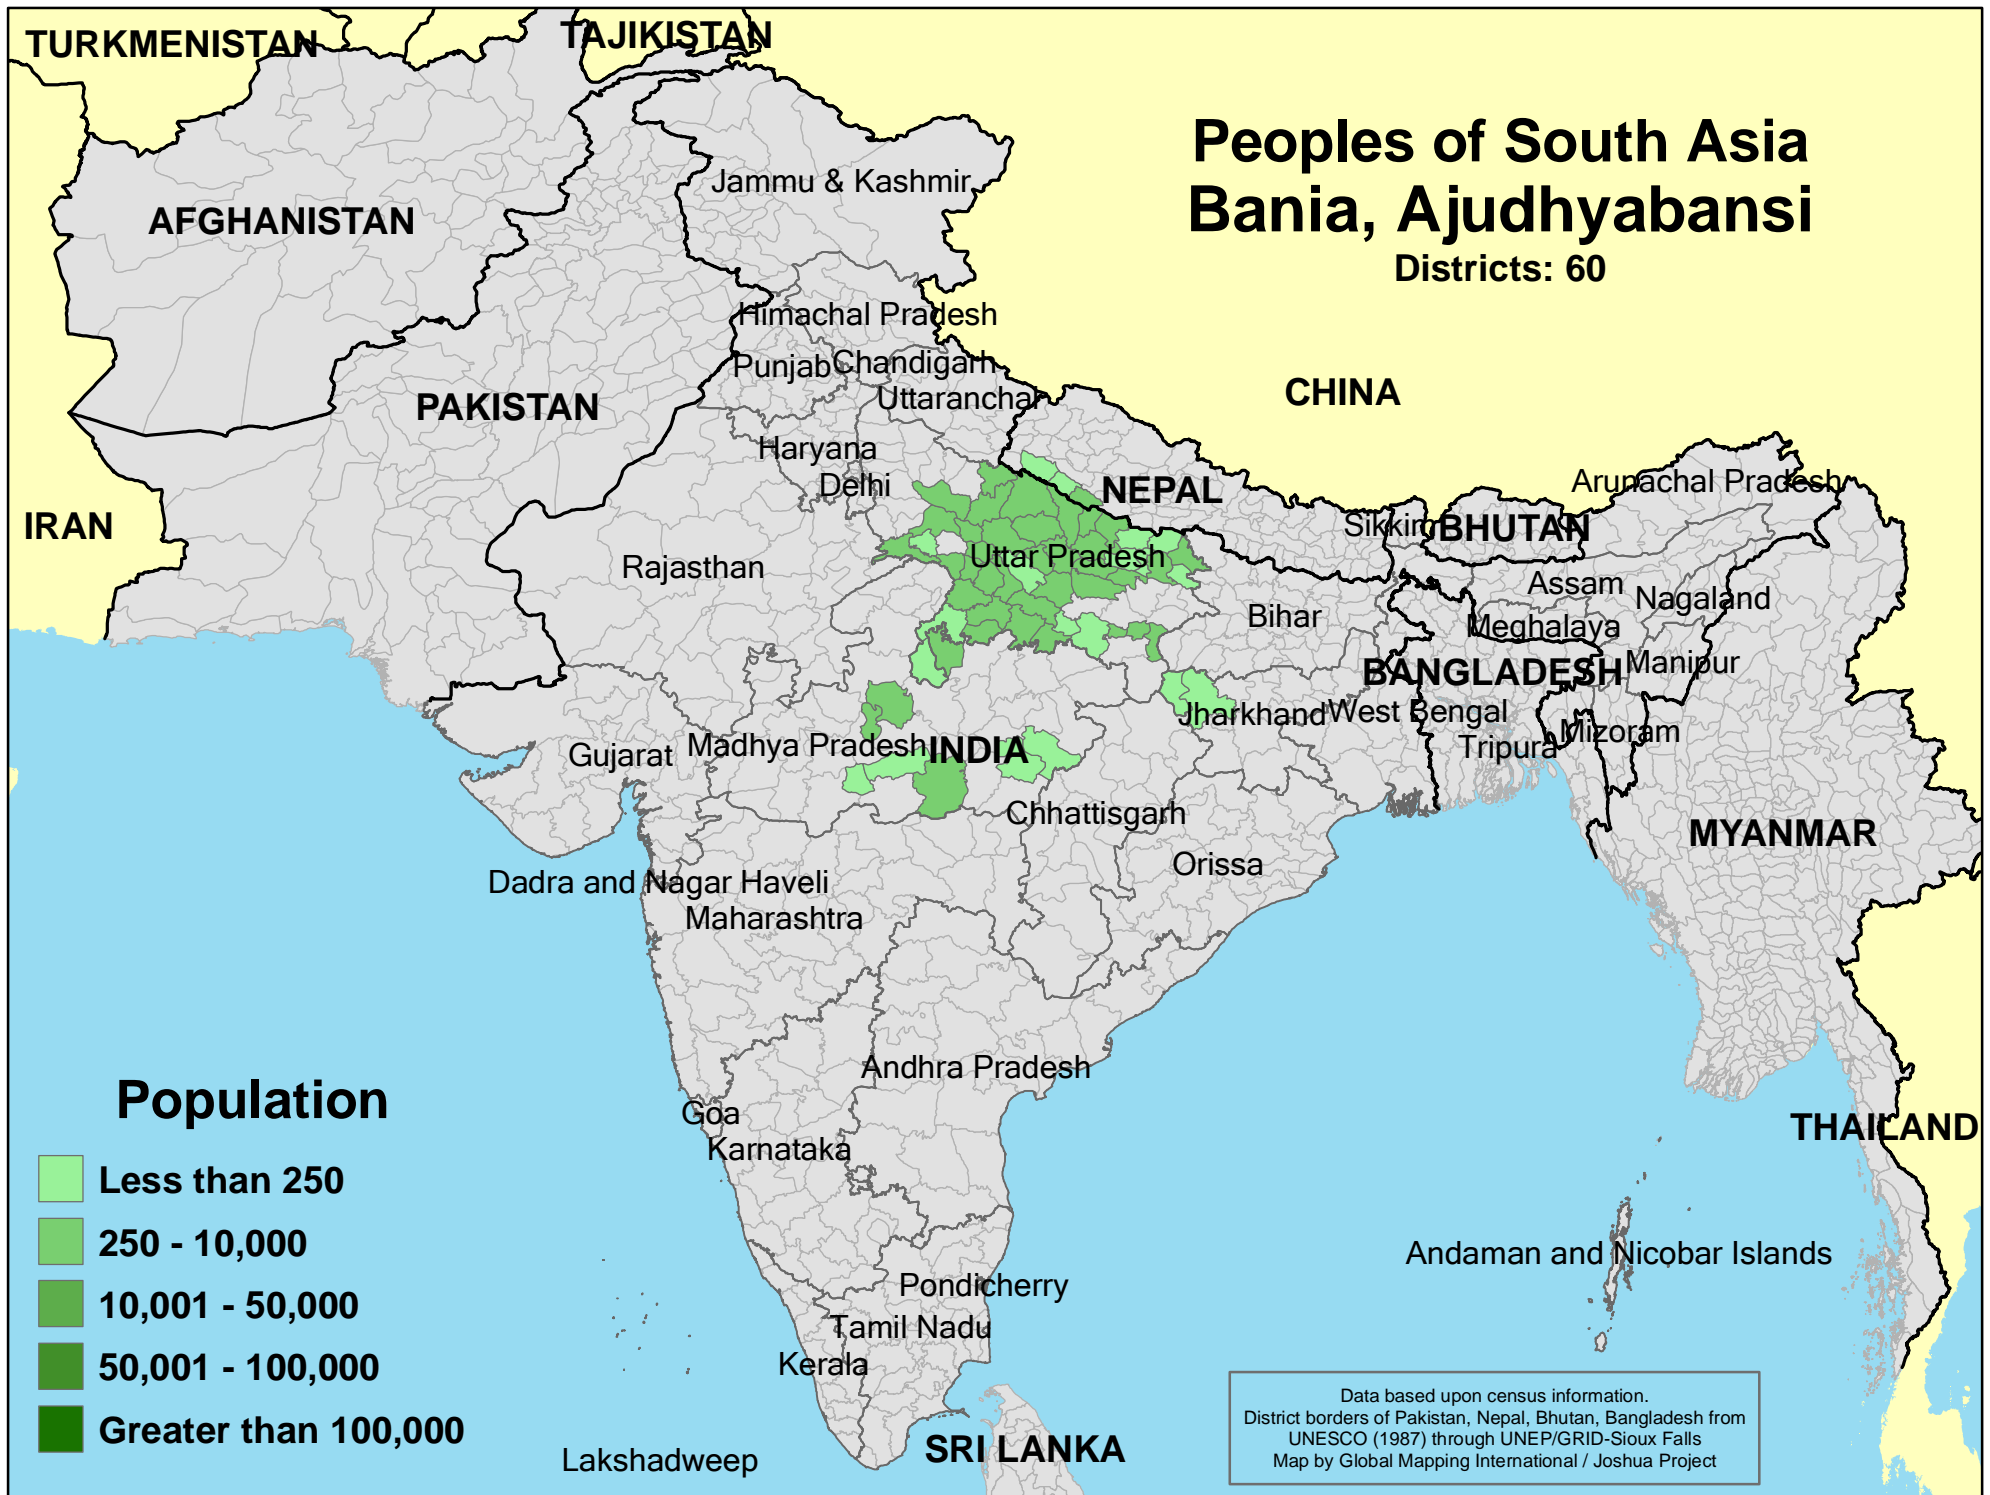 TURKMENISTAN
TAJIKISTAN
Peoples of South Asia
Bania, Ajudhyabansi
Districts: 60
Jammu & Kashmir
AFGHANISTAN
Himachal Pradesh
Punjab
Chandigarh
Uttaranchal
CHINA
PAKISTAN
Haryana
Delhi
NEPAL
Arunachal Pradesh
IRAN
Sikkim
BHUTAN
Uttar Pradesh
Rajasthan
Assam
Nagaland
Bihar
Meghalaya
BANGLADESH
Manipur
Jharkhand
West Bengal
Mizoram
Tripura
Gujarat
Madhya Pradesh
INDIA
Chhattisgarh
MYANMAR
Orissa
Dadra and Nagar Haveli
Maharashtra
Andhra Pradesh
Population
Goa
Karnataka
THAILAND
Less than 250
250 - 10,000
10,001 - 50,000
50,001 - 100,000
Greater than 100,000
Andaman and Nicobar Islands
Pondicherry
Tamil Nadu
Kerala
Lakshadweep
SRI LANKA
Data based upon census information.
District borders of Pakistan, Nepal, Bhutan, Bangladesh from
UNESCO (1987) through UNEP/GRID-Sioux Falls
Map by Global Mapping International / Joshua Project